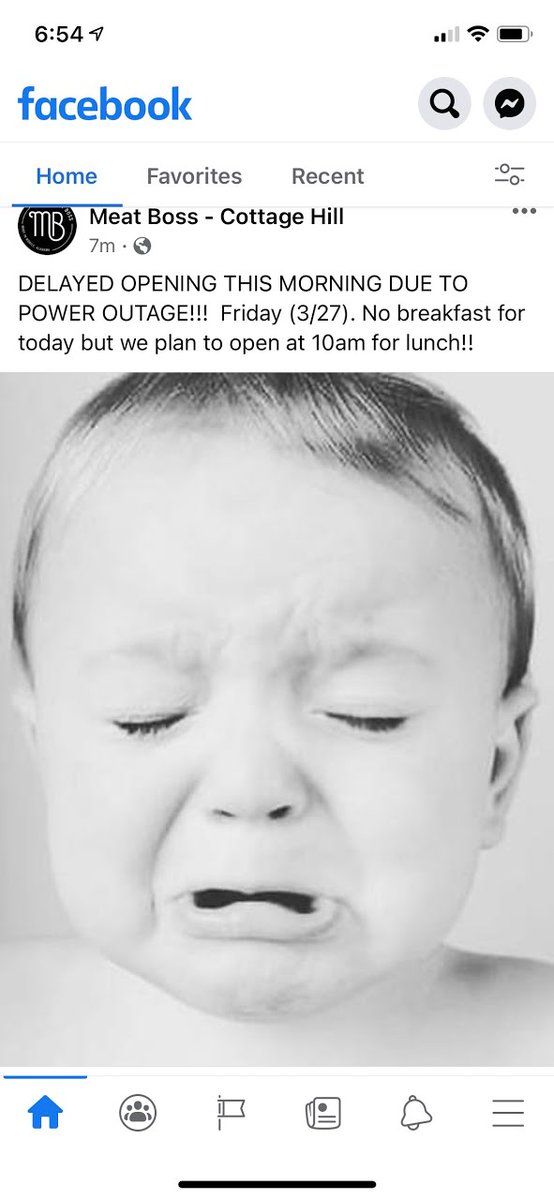 6:54
facebook
Home Favorites Recent
MB
Meat Boss - Cottage Hill
7m ·
DELAYED OPENING THIS MORNING DUE TO
POWER OUTAGE!!! Friday (3/27). No breakfast for
today but we plan to open at 10am for lunch!!